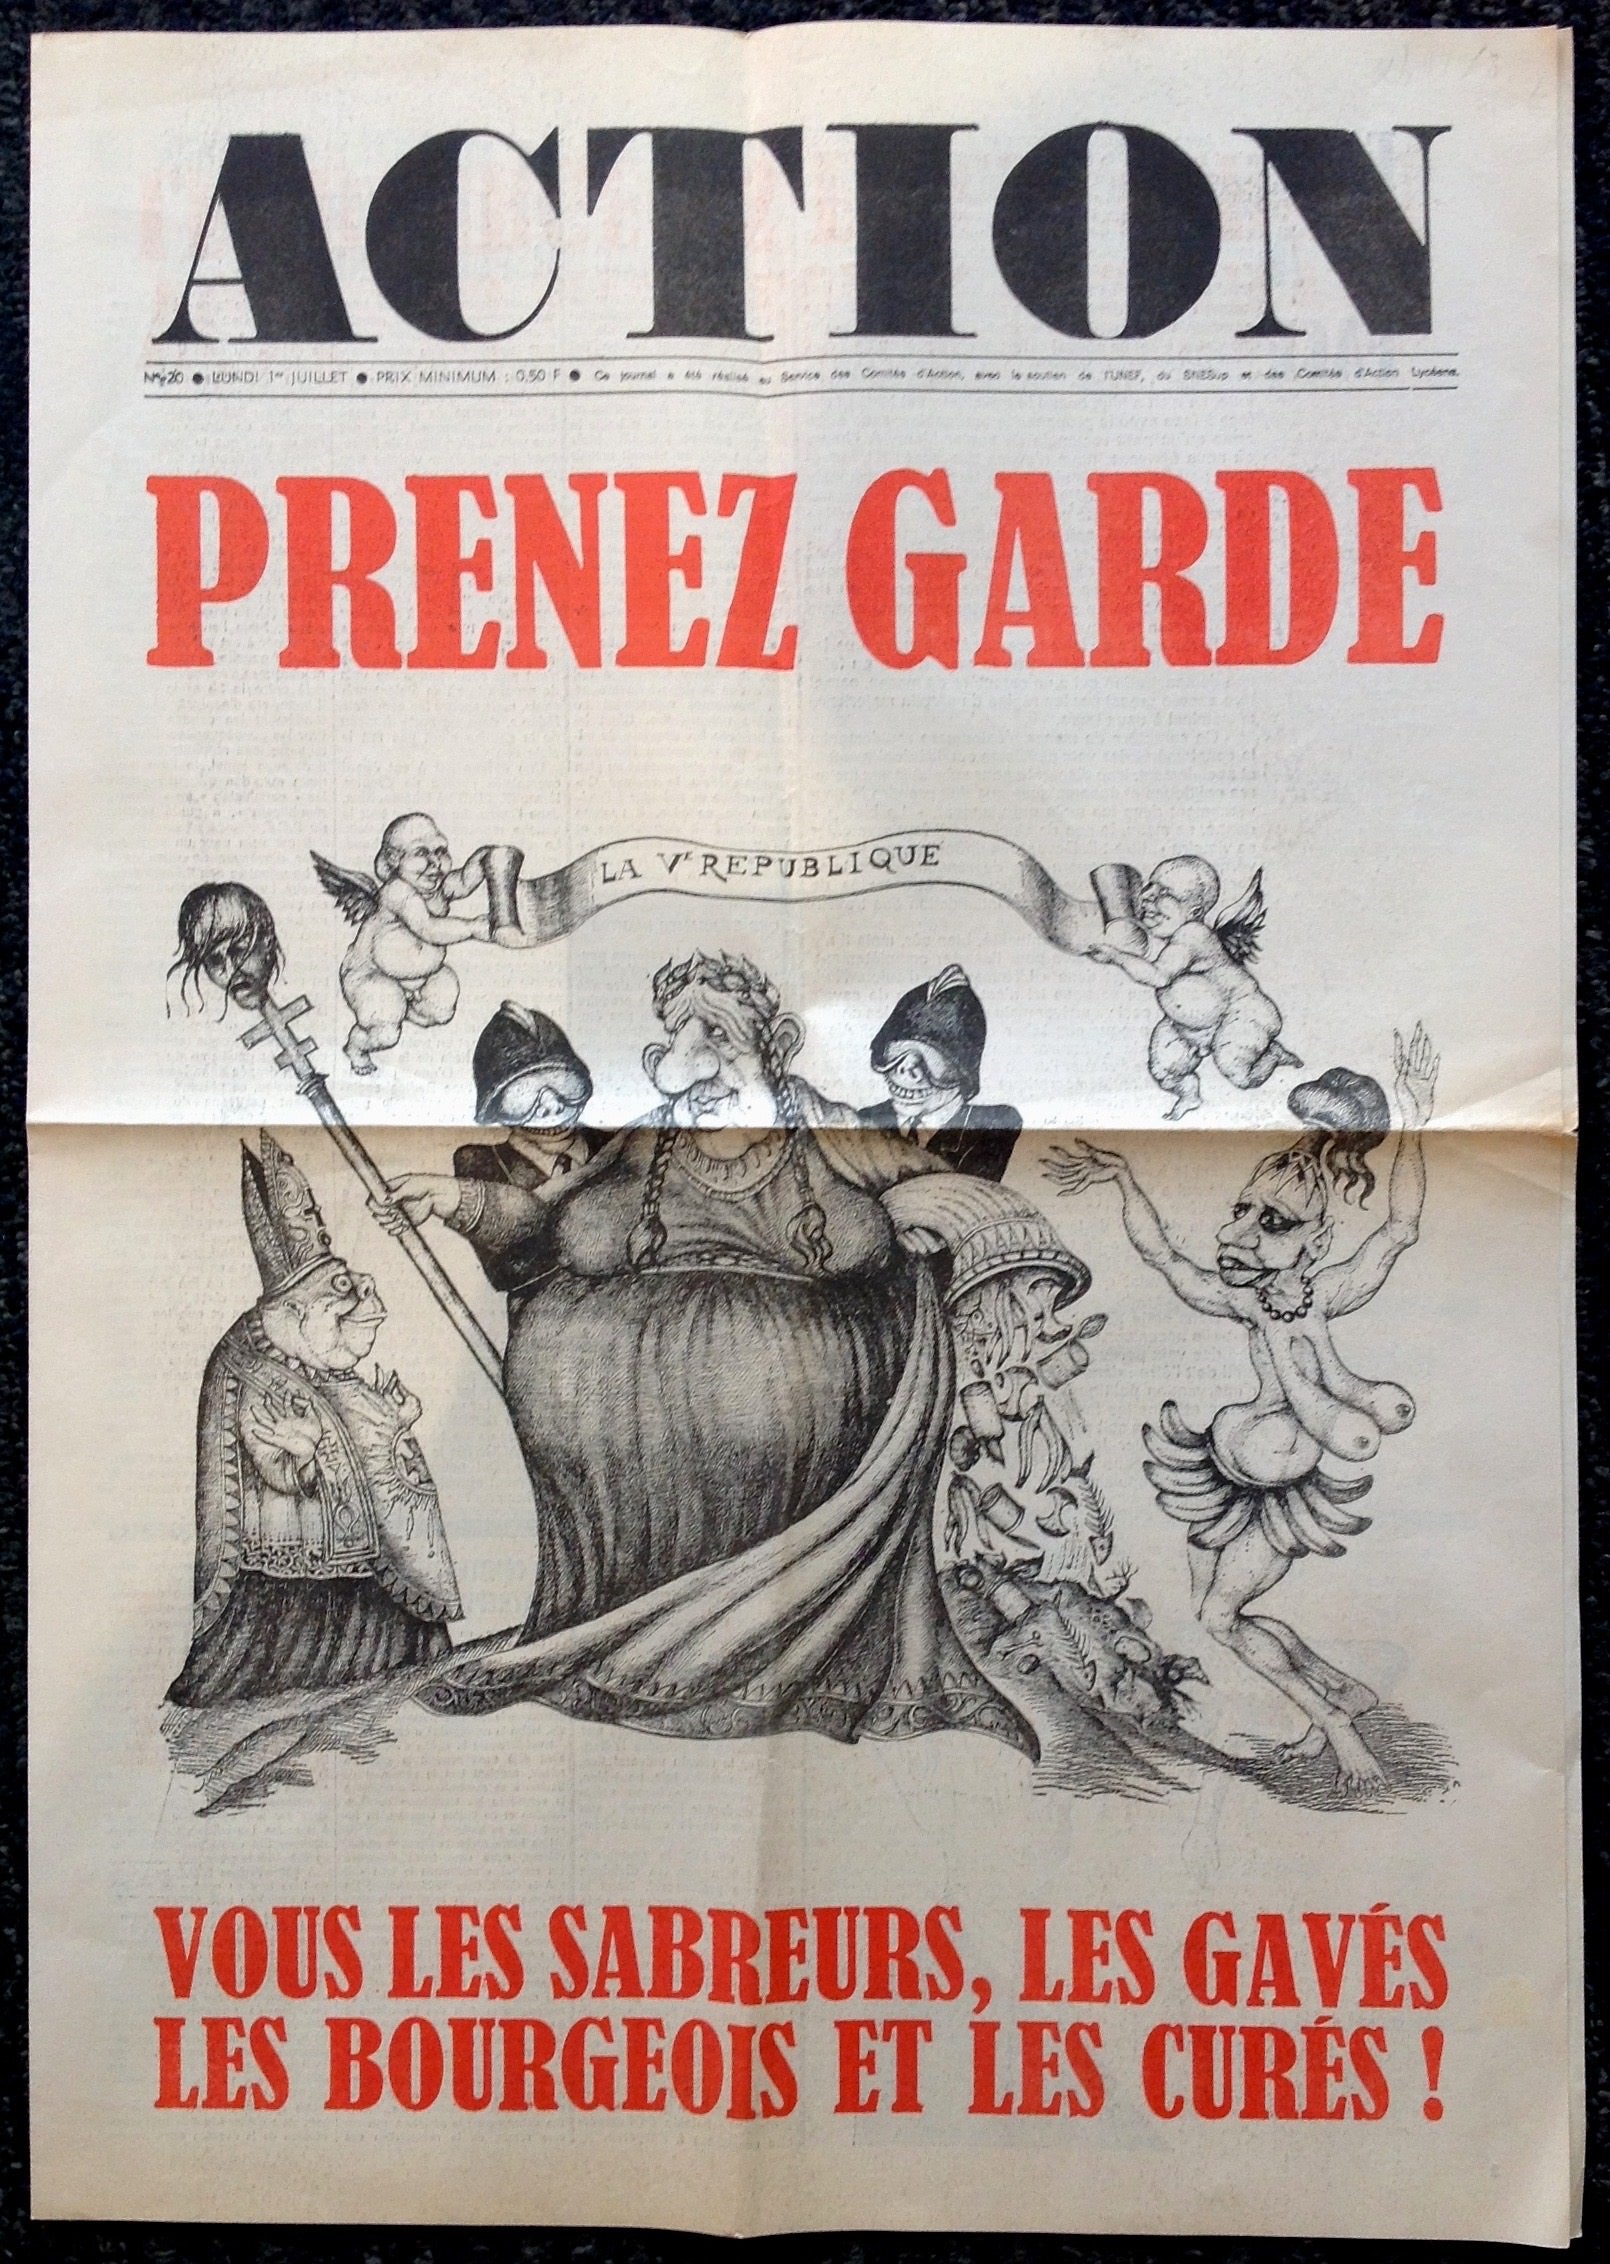 ACTION
N° 20 ● LUNDI 1er JUILLET ● PRIX MINIMUM : 0,50 F ● Ce journal a été réalisé au Service des Comités d'Action, avec le soutien de l'UNEF, du SNESup et des Comités d'Action Lycéens.
PRENEZ GARDE
LA Ve REPUBLIQUE
VOUS LES SABREURS, LES GAVÉS
LES BOURGEOIS ET LES CURÉS !